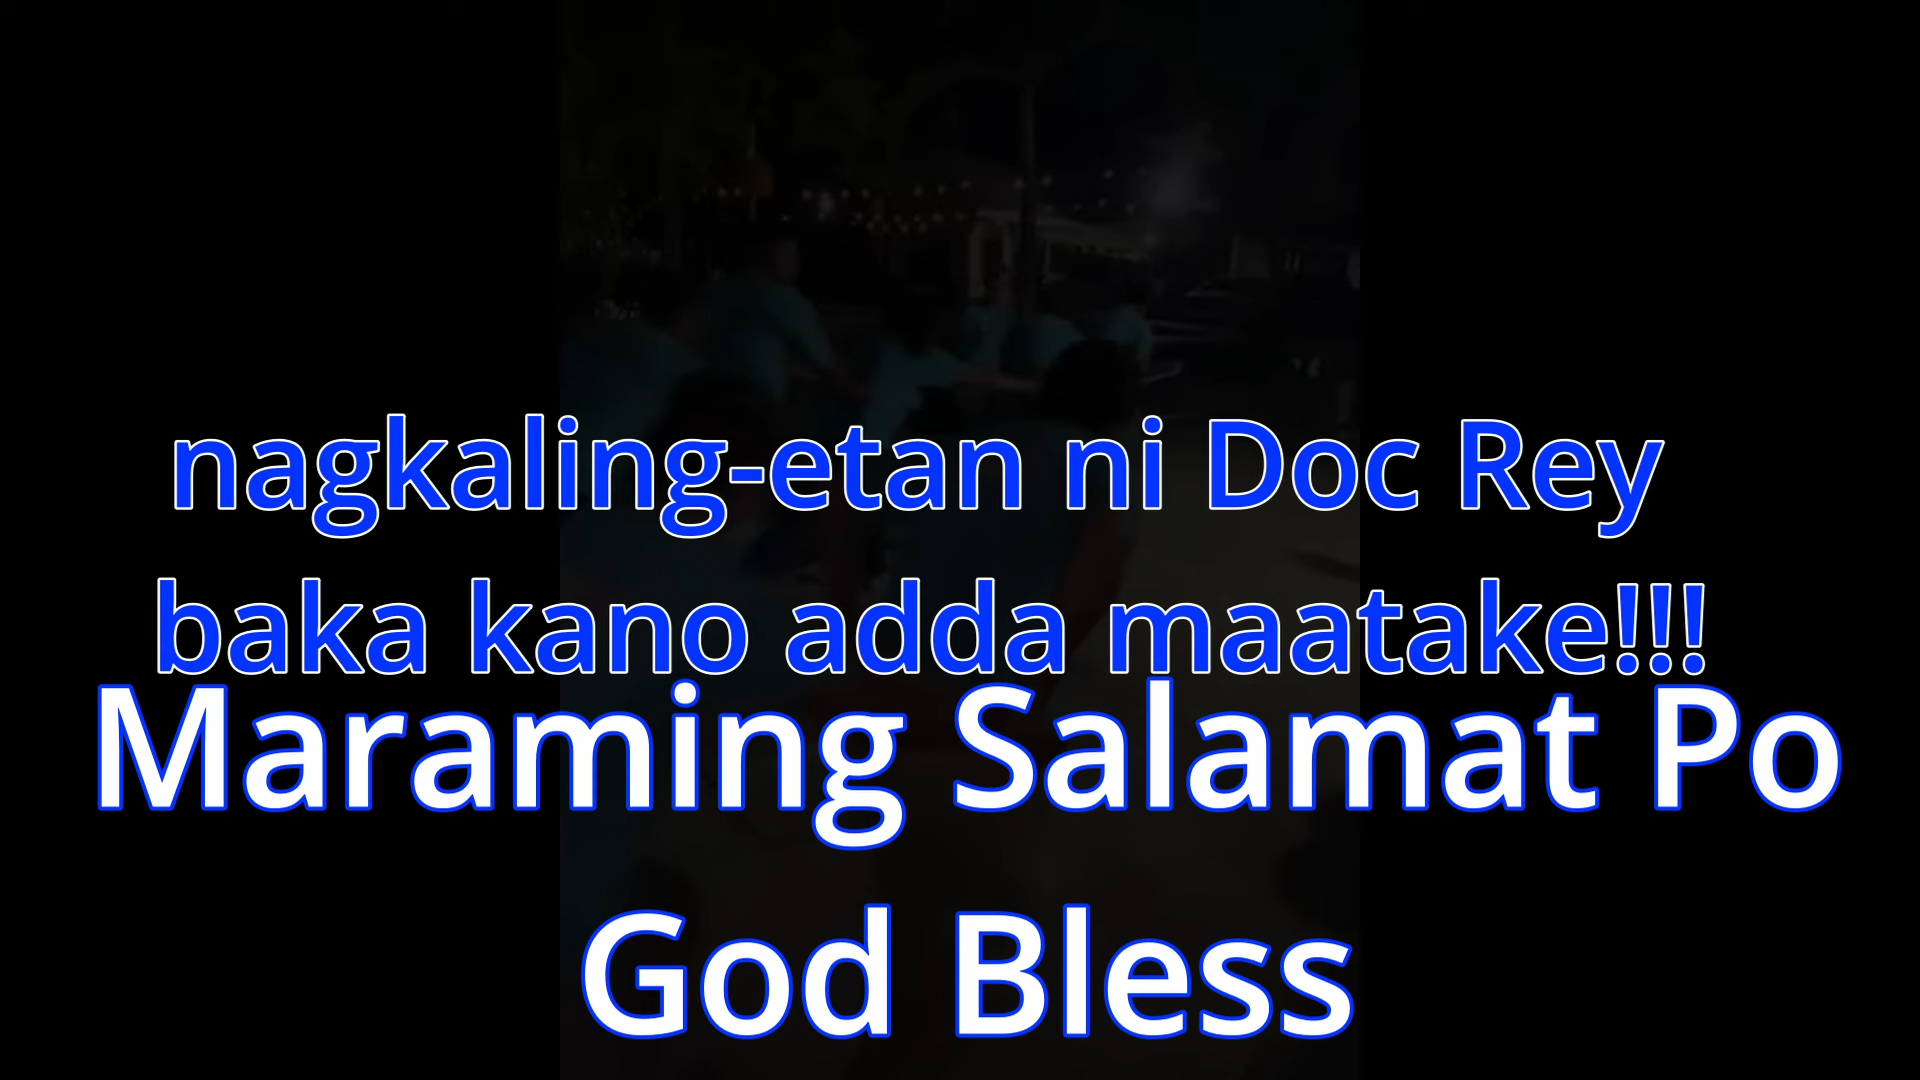 nagkaling-etan ni Doc Rey
baka kano adda maatake!!!
Maraming Salamat Po
God Bless